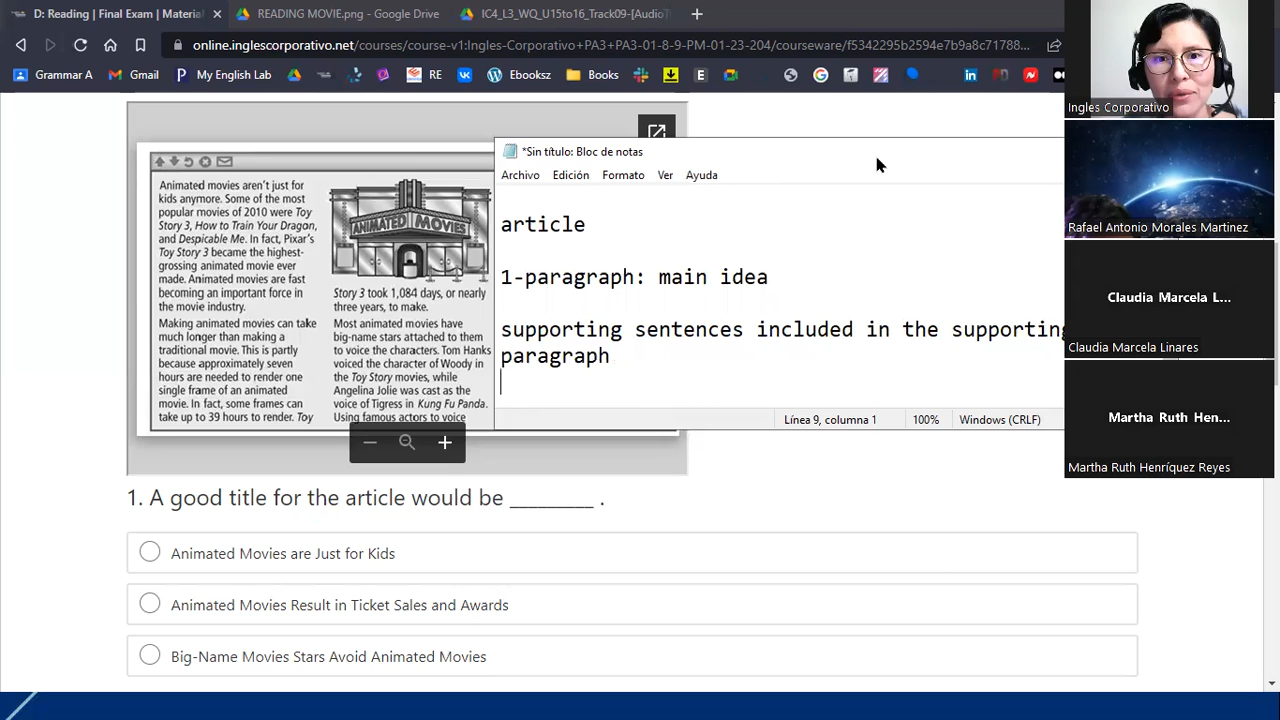 D: Reading | Final Exam | Material
READING MOVIE.png - Google Drive
IC4_L3_WQ_U15to16_Track09-[AudioT
online.inglescorporativo.net/courses/course-v1:Ingles-Corporativo+PA3+PA3-01-8-9-PM-01-23-204/courseware/f5342295b2594e7b9a8c71788...
Grammar A
Gmail
My English Lab
RE
Ebooksz
Books
Ingles Corporativo
Rafael Antonio Morales Martinez
Claudia Marcela L...
Claudia Marcela Linares
Martha Ruth Hen...
Martha Ruth Henríquez Reyes
Animated movies aren't just for
kids anymore. Some of the most
popular movies of 2010 were Toy
Story 3, How to Train Your Dragon,
and Despicable Me. In fact, Pixar's
Toy Story 3 became the highest-
grossing animated movie ever
made. Animated movies are fast
becoming an important force in
the movie industry.
Making animated movies can take
much longer than making a
traditional movie. This is partly
because approximately seven
hours are needed to render one
single frame of an animated
movie. In fact, some frames can
take up to 39 hours to render. Toy
ANIMATED MOVIES
Story 3 took 1,084 days, or nearly
three years, to make.
Most animated movies have
big-name stars attached to them
to voice the characters. Tom Hanks
voiced the character of Woody in
the Toy Story movies, while
Angelina Jolie was cast as the
voice of Tigress in Kung Fu Panda.
Using famous actors to voice
*Sin título: Bloc de notas
Archivo Edición Formato Ver Ayuda
article
1-paragraph: main idea
supporting sentences included in the supporting
paragraph
Línea 9, columna 1
100%
Windows (CRLF)
1. A good title for the article would be _________ .
Animated Movies are Just for Kids
Animated Movies Result in Ticket Sales and Awards
Big-Name Movies Stars Avoid Animated Movies